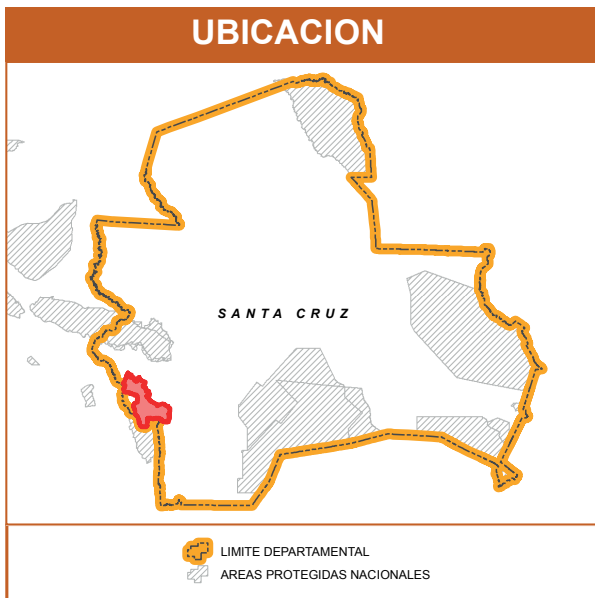 UBICACION
SANTA CRUZ
LIMITE DEPARTAMENTAL
AREAS PROTEGIDAS NACIONALES